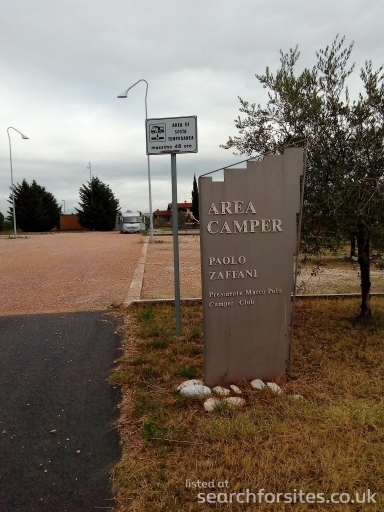 AREA DI
SOSTA
TEMPORANEA
massimo 48 ore
AREA
CAMPER
PAOLO
ZAFFANI
Presidente Marco Polo
Camper Club
listed at
searchforsites.co.uk